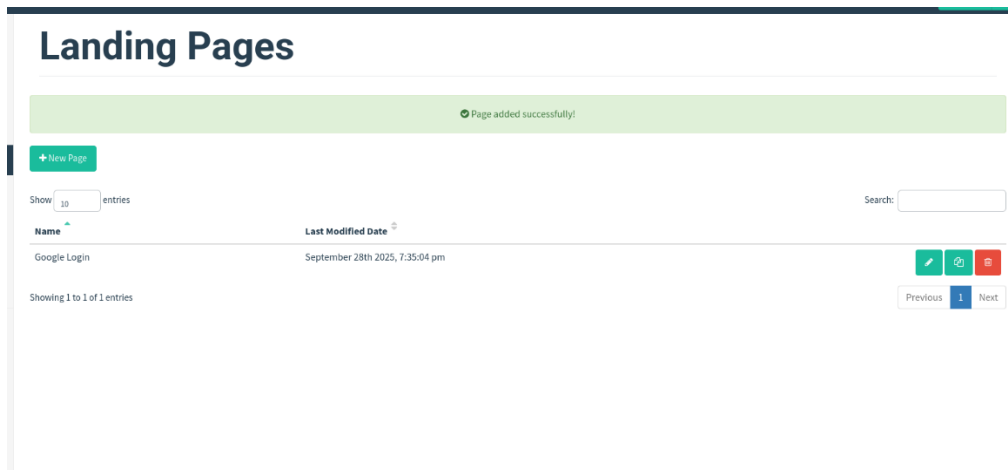 Landing Pages
Page added successfully!
New Page
Show 10 entries Search:
Name Last Modified Date
Google Login September 28th 2025, 7:35:04 pm
Showing 1 to 1 of 1 entries Previous 1 Next